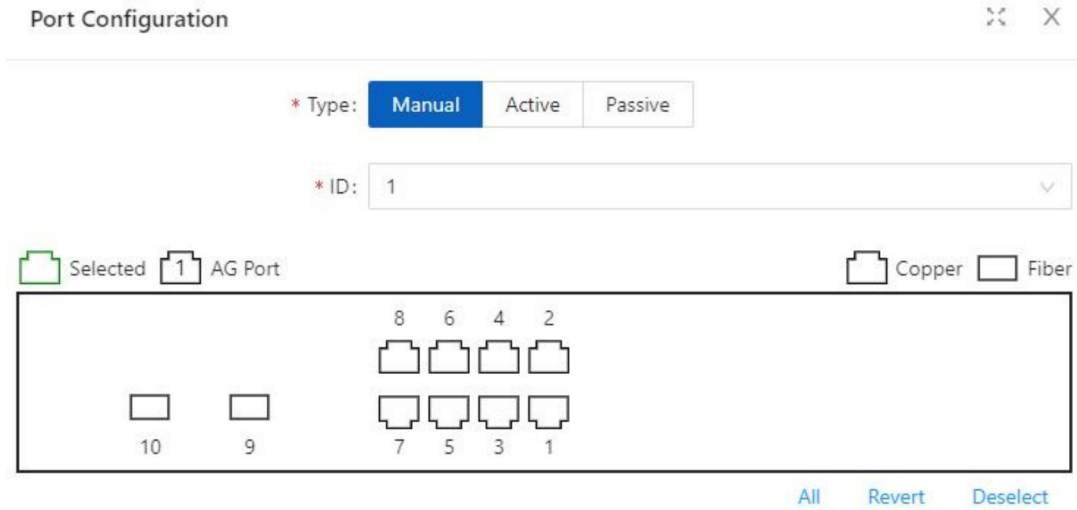 Port Configuration
* Type: Manual Active Passive
* ID: 1
Selected 1 AG Port Copper Fiber
8 6 4 2
10 9 7 5 3 1
All Revert Deselect